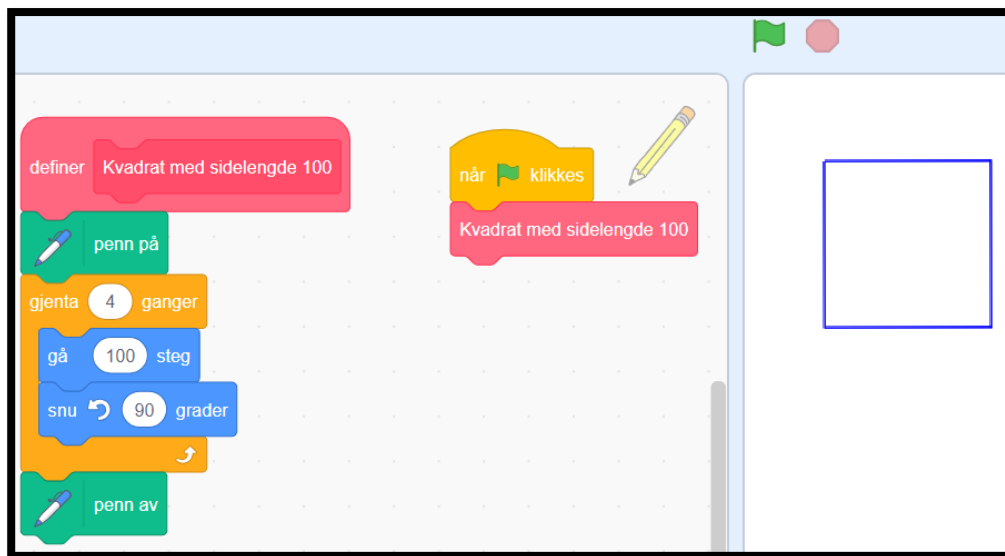 definer Kvadrat med sidelengde 100
penn på
gjenta 4 ganger
gå 100 steg
snu 90 grader
penn av
når klikkes
Kvadrat med sidelengde 100